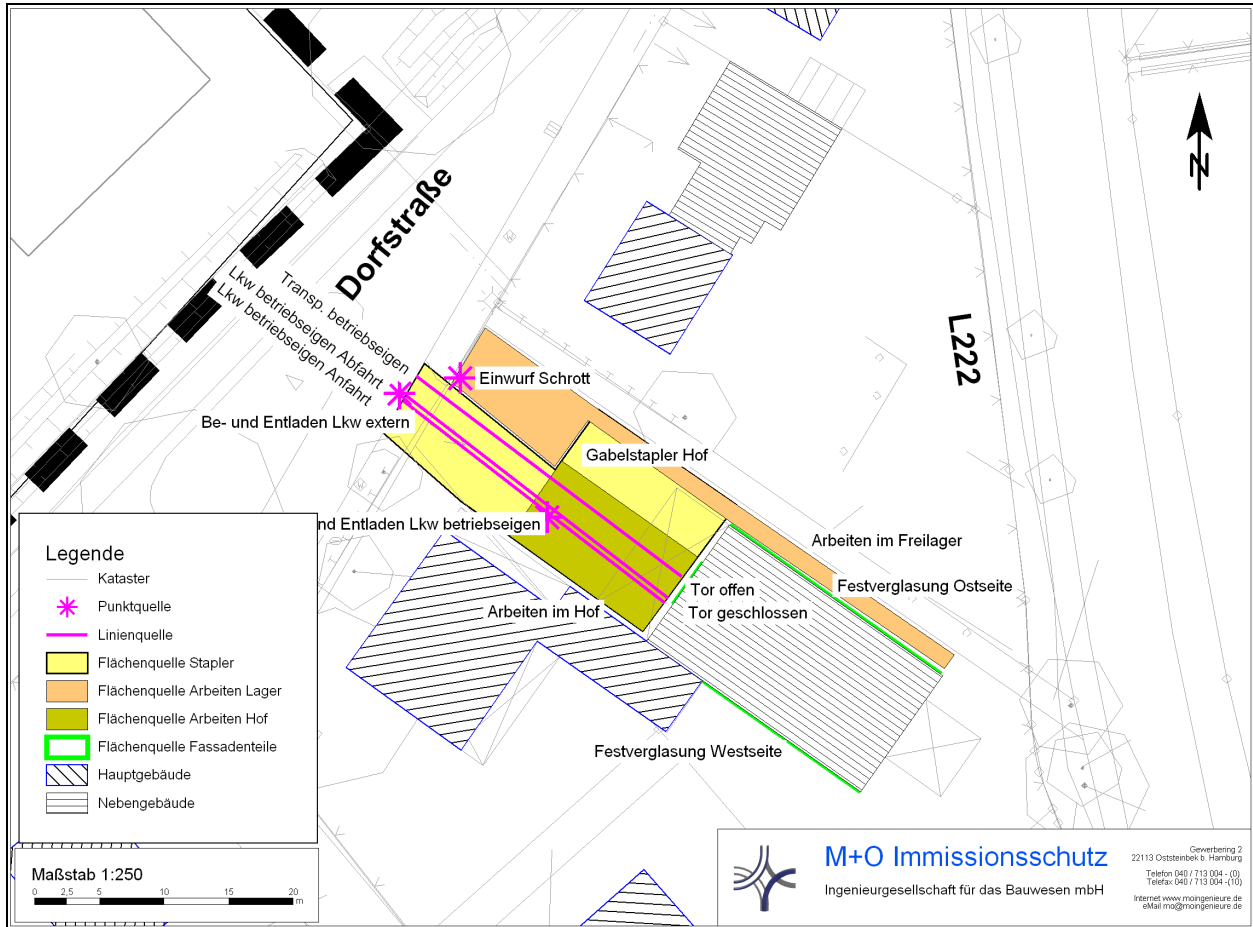 Dorfstraße
L222
N
Transp. betriebseigen
Lkw betriebseigen Abfahrt
Lkw betriebseigen Anfahrt
Einwurf Schrott
Be- und Entladen Lkw extern
Gabelstapler Hof
nd Entladen Lkw betriebseigen
Arbeiten im Freilager
Festverglasung Ostseite
Tor offen
Arbeiten im Hof
Tor geschlossen
Festverglasung Westseite
Legende
Kataster
Punktquelle
Linienquelle
Flächenquelle Stapler
Flächenquelle Arbeiten Lager
Flächenquelle Arbeiten Hof
Flächenquelle Fassadenteile
Hauptgebäude
Nebengebäude
Maßstab 1:250
0 2,5 5 10 15 20
m
M+O Immissionsschutz
Ingenieurgesellschaft für das Bauwesen mbH
Gewerbering 2
22113 Oststeinbek b. Hamburg
Telefon 040 / 713 004 - (0)
Telefax 040 / 713 004 -(10)
Internet www.moingenieure.de
eMail mo@moingenieure.de